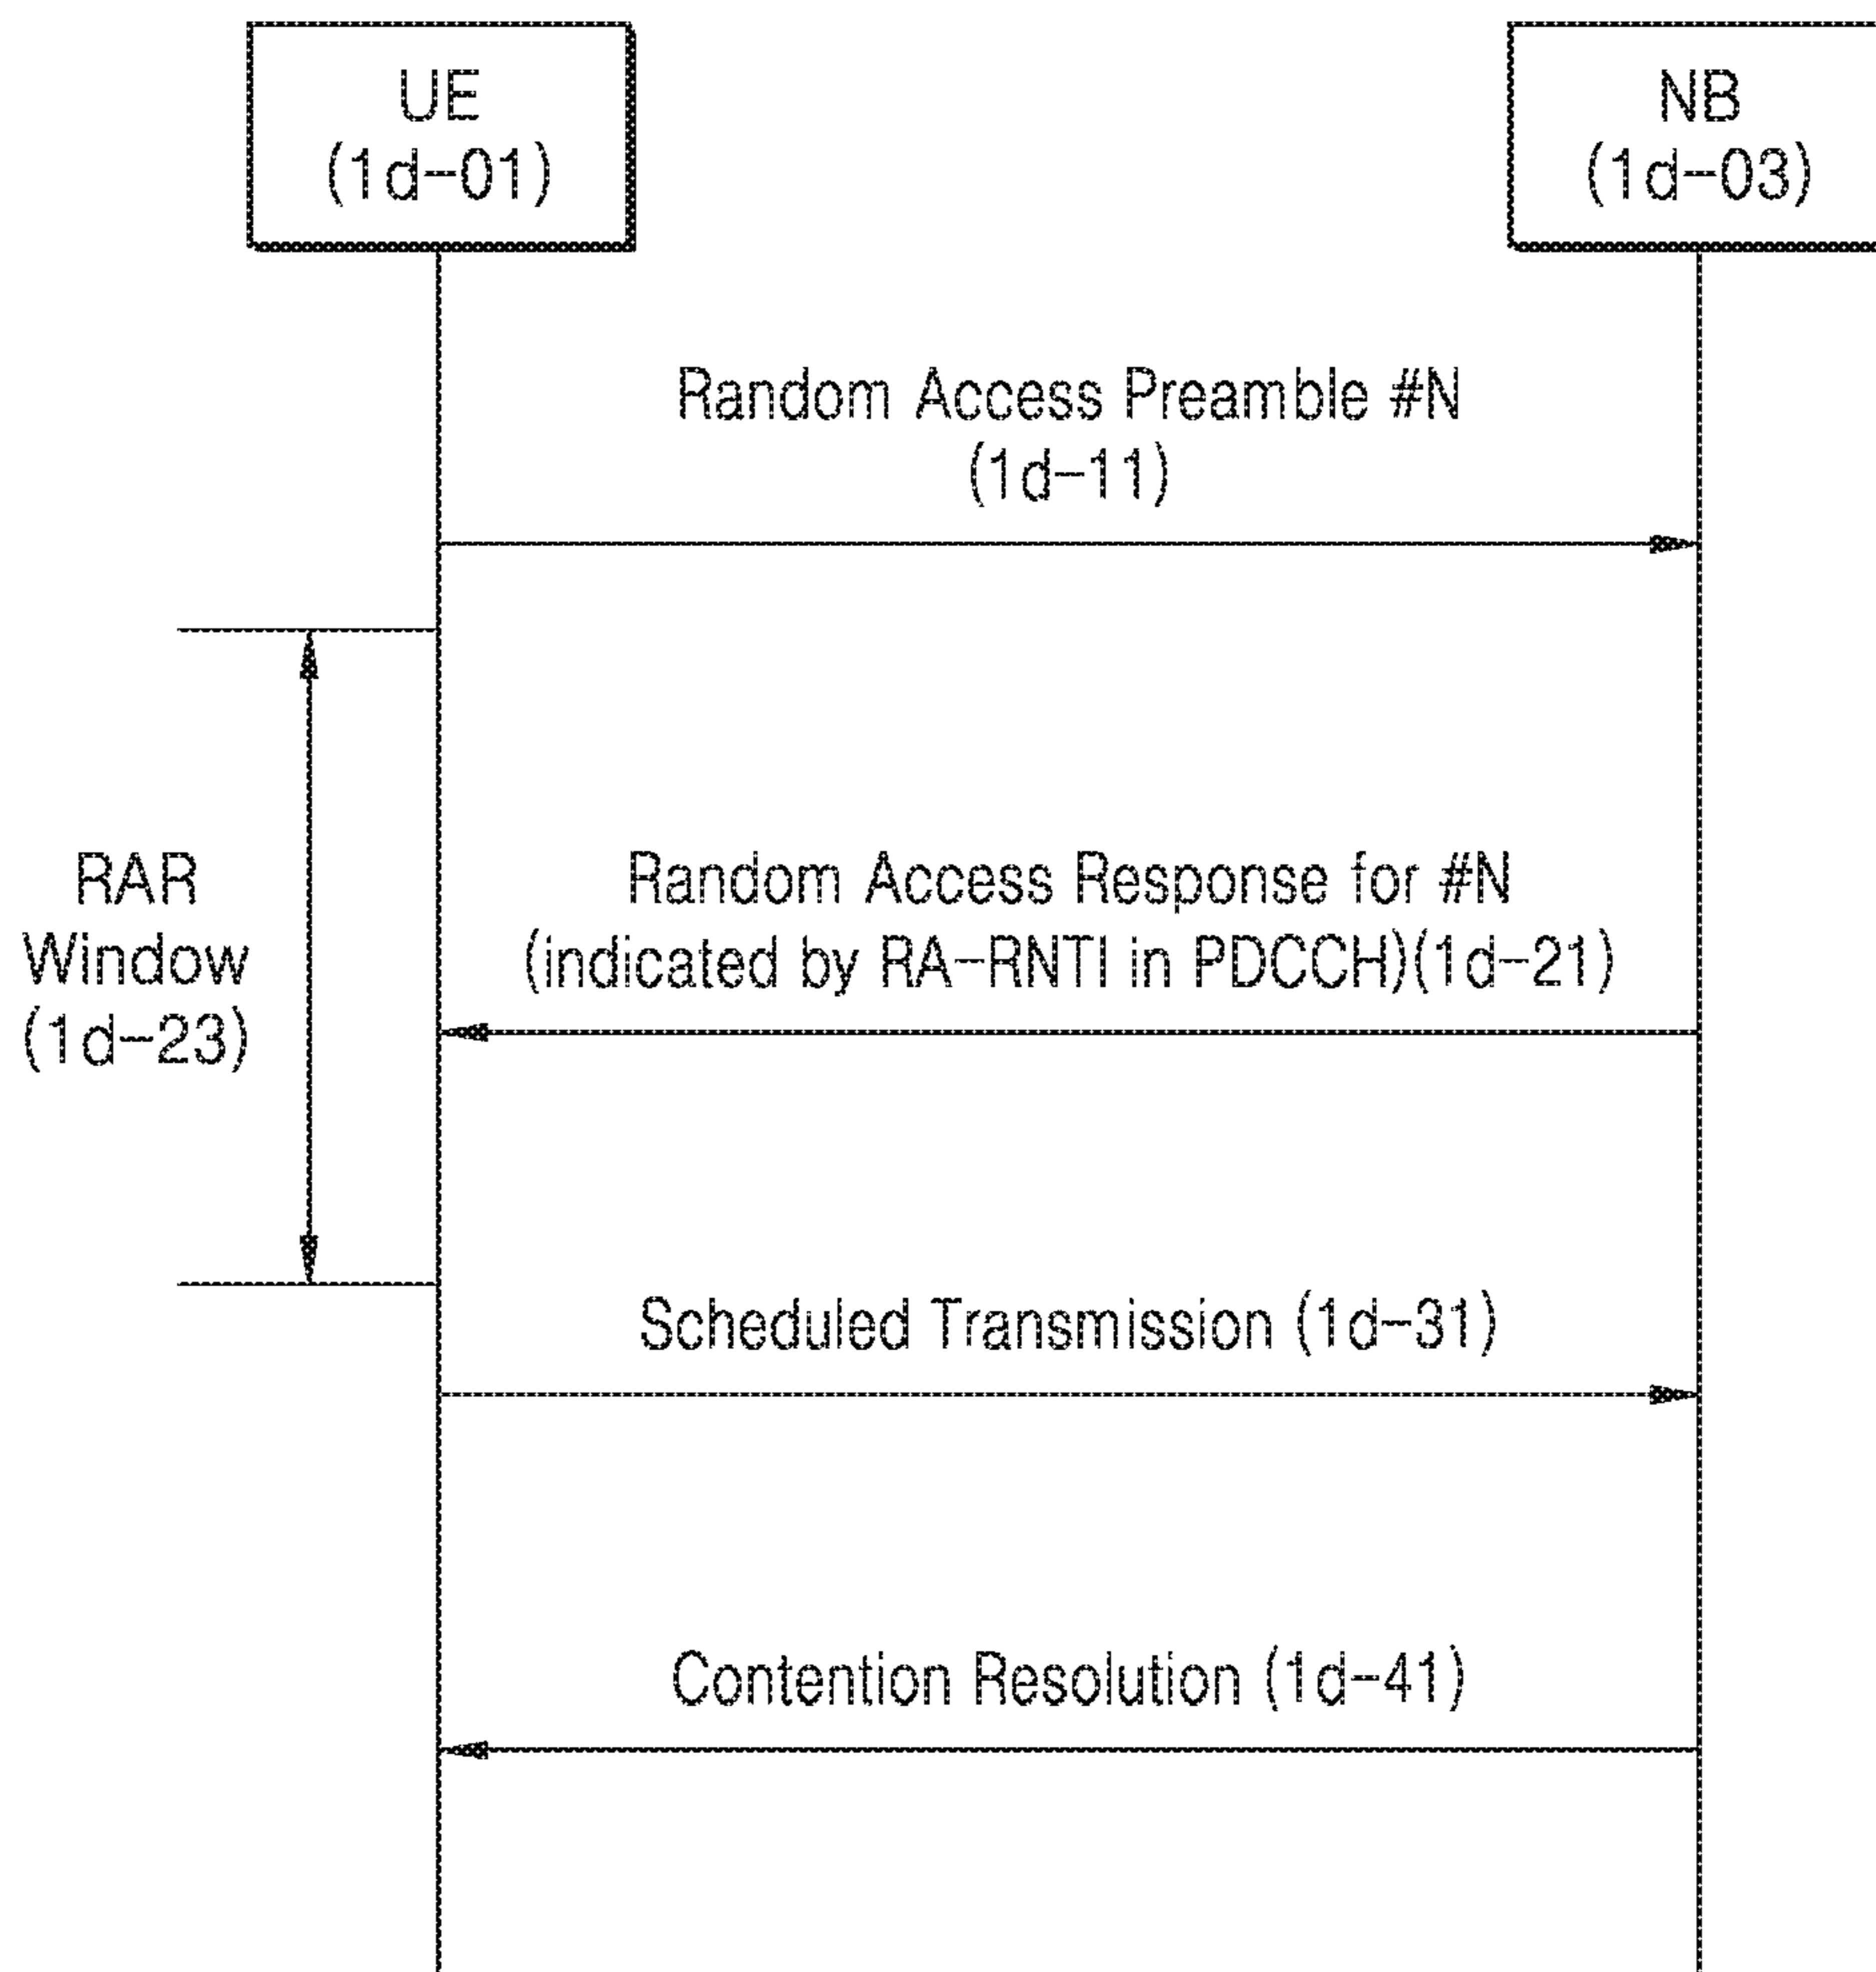 UE
(1d-01)
NB
(1d-03)
Random Access Preamble #N
(1d-11)
RAR
Window
(1d-23)
Random Access Response for #N
(indicated by RA-RNTI in PDCCH)(1d-21)
Scheduled Transmission (1d-31)
Contention Resolution (1d-41)